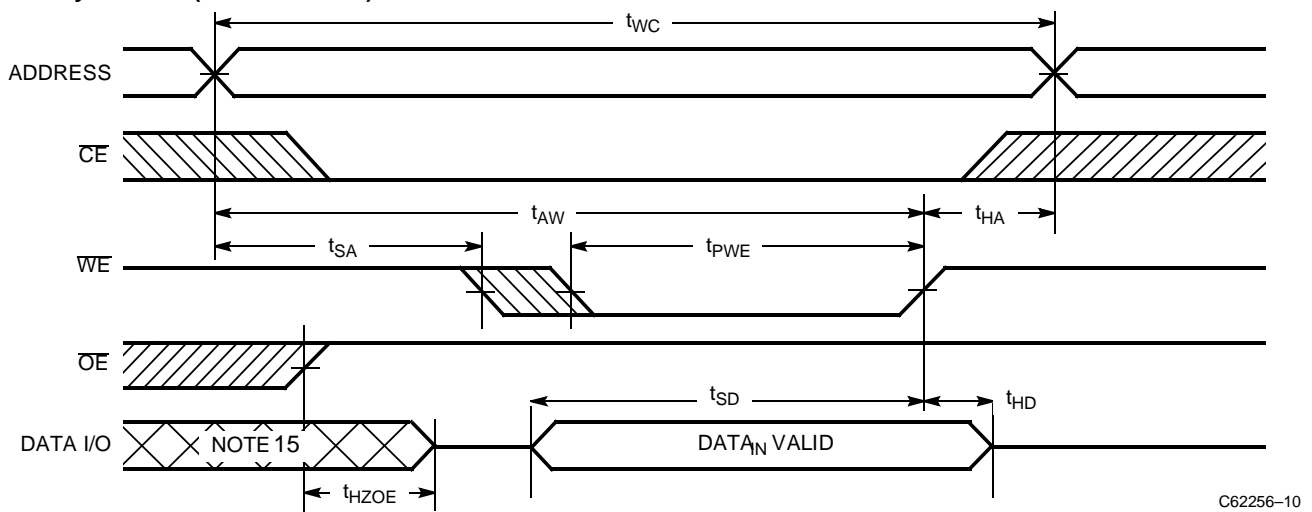 tWC
ADDRESS
CE
tAW
tHA
tSA
tPWE
WE
OE
tSD
tHD
DATA I/O
NOTE 15
DATAIN VALID
tHZOE
C62256–10